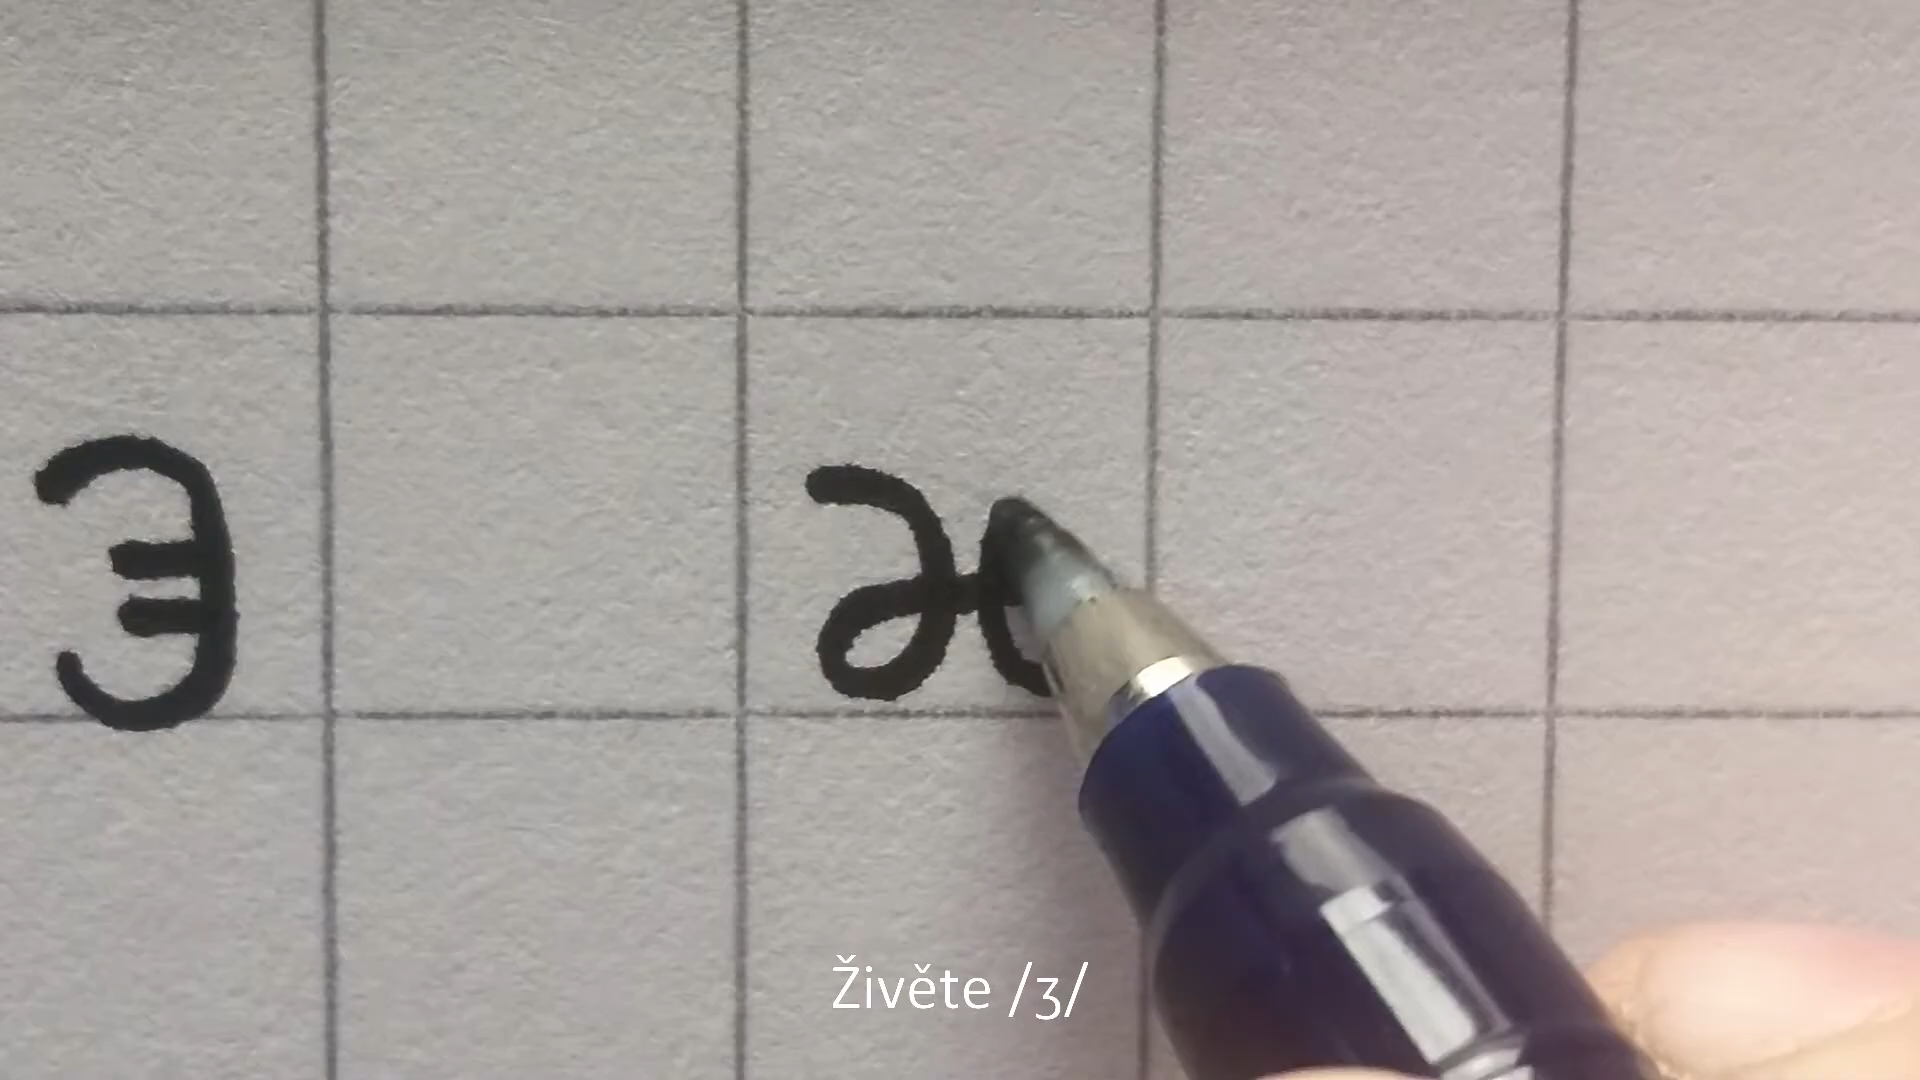 Ⰵ Ⰶ
Živěte /ʒ/